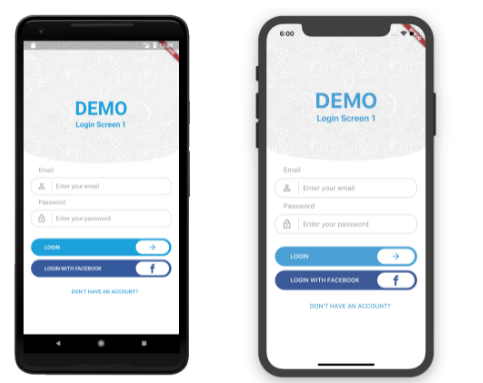 DEMO
Login Screen 1
Email
Enter your email
Password
Enter your password
LOGIN
LOGIN WITH FACEBOOK
f
DON'T HAVE AN ACCOUNT?
6:00
DEMO
Login Screen 1
Email
Enter your email
Password
Enter your password
LOGIN
LOGIN WITH FACEBOOK
f
DON'T HAVE AN ACCOUNT?